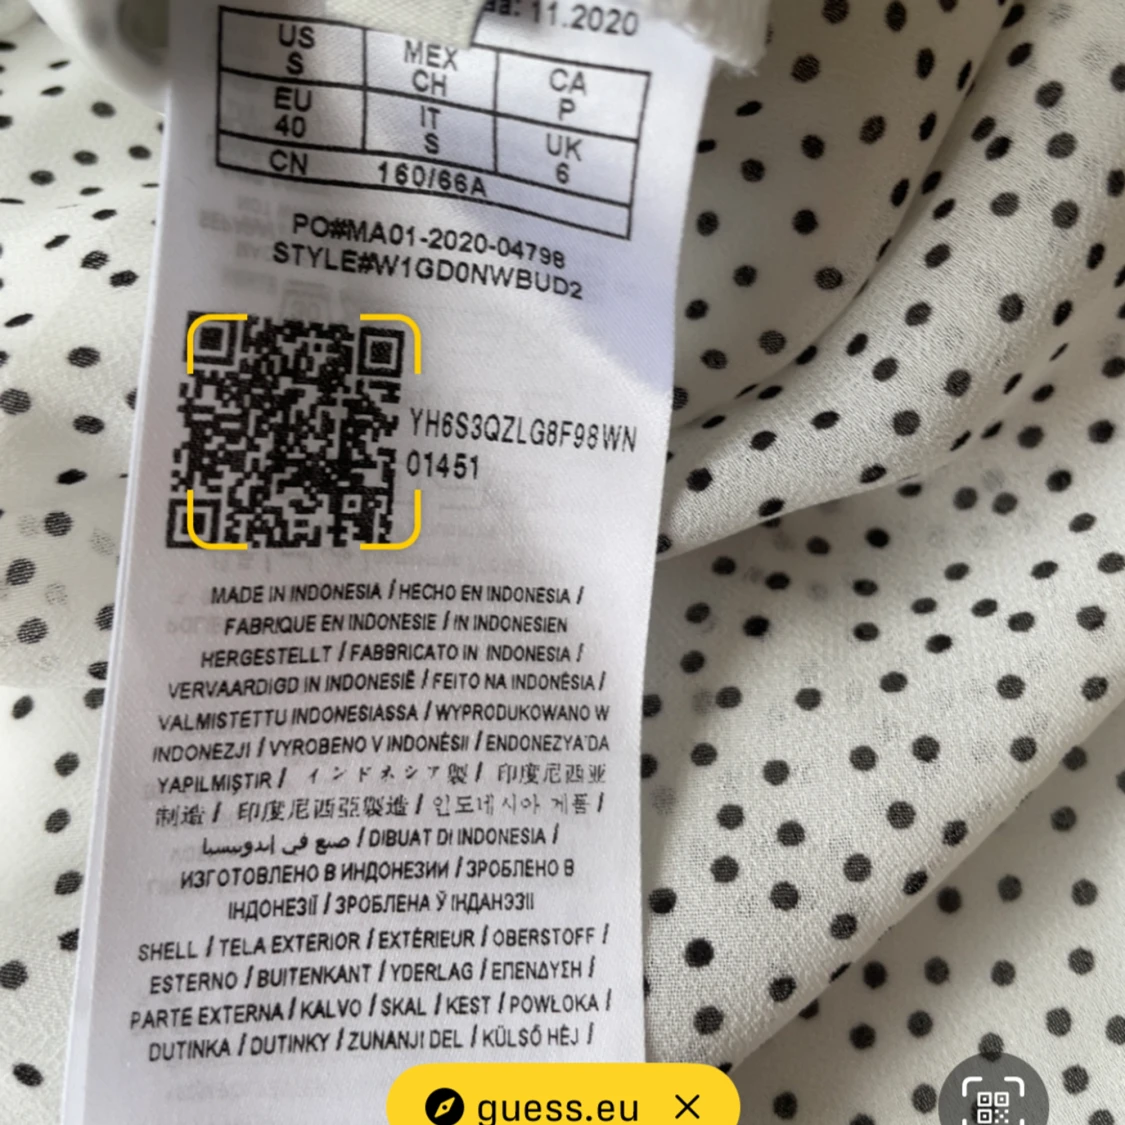 11.2020
US
S
MEX
CH
CA
P
EU
40
IT
S
UK
6
CN 160/66A
PO#MA01-2020-04798
STYLE#W1GD0NWBUD2
YH6S3QZLG8F98WN
01451
MADE IN INDONESIA / HECHO EN INDONESIA /
FABRIQUE EN INDONESIE / IN INDONESIEN
HERGESTELLT / FABBRICATO IN INDONESIA /
VERVAARDIGD IN INDONESIË / FEITO NA INDONÉSIA /
VALMISTETTU INDONESIASSA / WYPRODUKOWANO W
INDONEZJI / VYROBENO V INDONÉSII / ENDONEZYA'DA
YAPILMIŞTIR / インドネシア製 / 印度尼西亚
制造 / 印度尼西亞製造 / 인도네시아 제품 /
صنع في إندونيسيا / DIBUAT DI INDONESIA /
ИЗГОТОВЛЕНО В ИНДОНЕЗИИ / ЗРОБЛЕНО В
ІНДОНЕЗІЇ / ЗРОБЛЕНА Ў ІНДАНЭЗІІ
SHELL / TELA EXTERIOR / EXTÉRIEUR / OBERSTOFF /
ESTERNO / BUITENKANT / YDERLAG / ΕΠΕΝΔΥΣΗ /
PARTE EXTERNA / KALVO / SKAL / KEST / POWŁOKA /
DUTINKA / DUTINKY / ZUNANJI DEL / KÜLSŐ HÉJ /
guess.eu